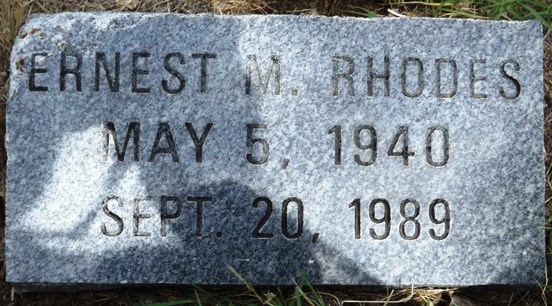 ERNEST M. RHODES
MAY 5, 1940
SEPT. 20, 1989